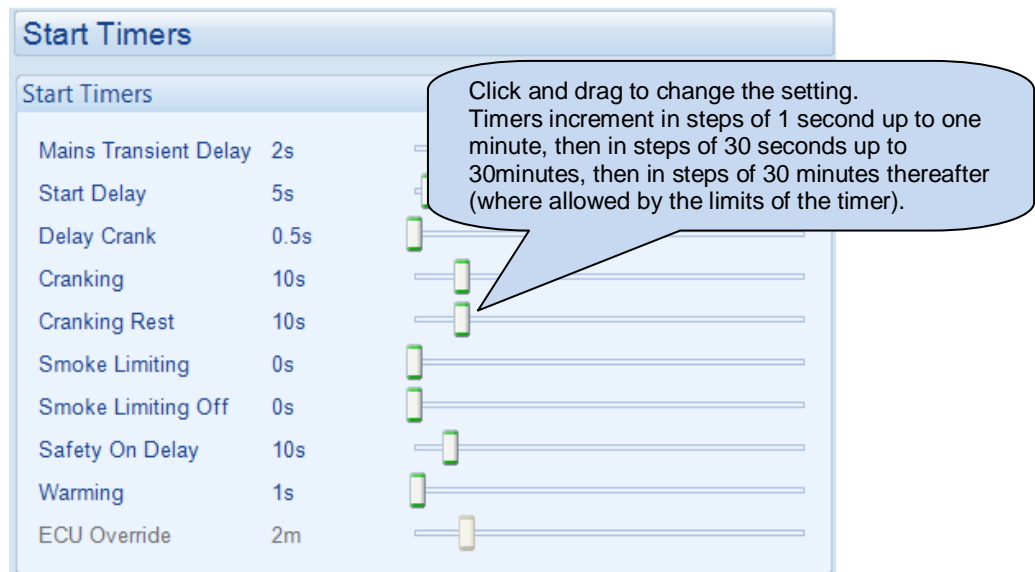 Start Timers
Start Timers
Click and drag to change the setting.
Timers increment in steps of 1 second up to one
minute, then in steps of 30 seconds up to
30minutes, then in steps of 30 minutes thereafter
(where allowed by the limits of the timer).
Mains Transient Delay 2s
Start Delay 5s
Delay Crank 0.5s
Cranking 10s
Cranking Rest 10s
Smoke Limiting 0s
Smoke Limiting Off 0s
Safety On Delay 10s
Warming 1s
ECU Override 2m